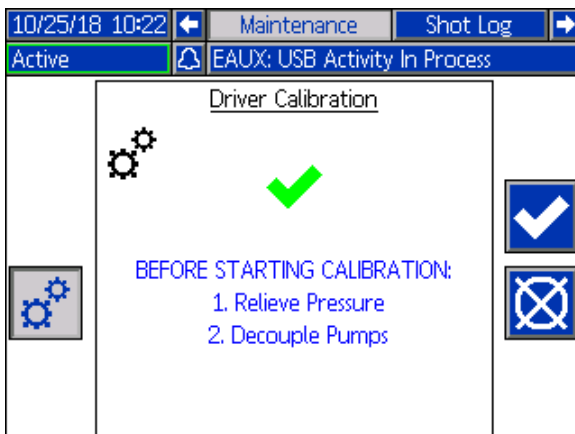 10/25/18 10:22 Maintenance Shot Log
Active EAUX: USB Activity In Process
Driver Calibration
BEFORE STARTING CALIBRATION:
1. Relieve Pressure
2. Decouple Pumps